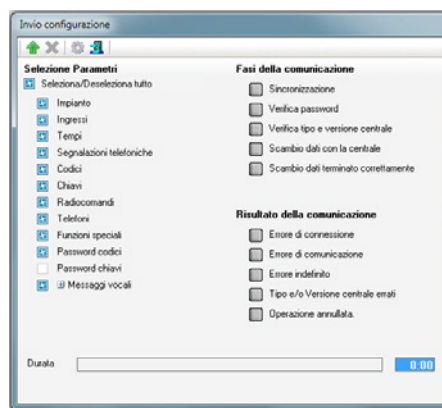 Invio configurazione
Selezione Parametri
Seleziona/Deseleziona tutto
Impianto
Ingressi
Tempi
Segnalazioni telefoniche
Codici
Chiavi
Radiocomandi
Telefoni
Funzioni speciali
Password codici
Password chiavi
Messaggi vocali
Fasi della comunicazione
Sincronizzazione
Verifica password
Verifica tipo e versione centrale
Scambio dati con la centrale
Scambio dati terminato correttamente
Risultato della comunicazione
Errore di connessione
Errore di comunicazione
Errore indefinito
Tipo e/o Versione centrale errati
Operazione annullata.
Durata
0:00